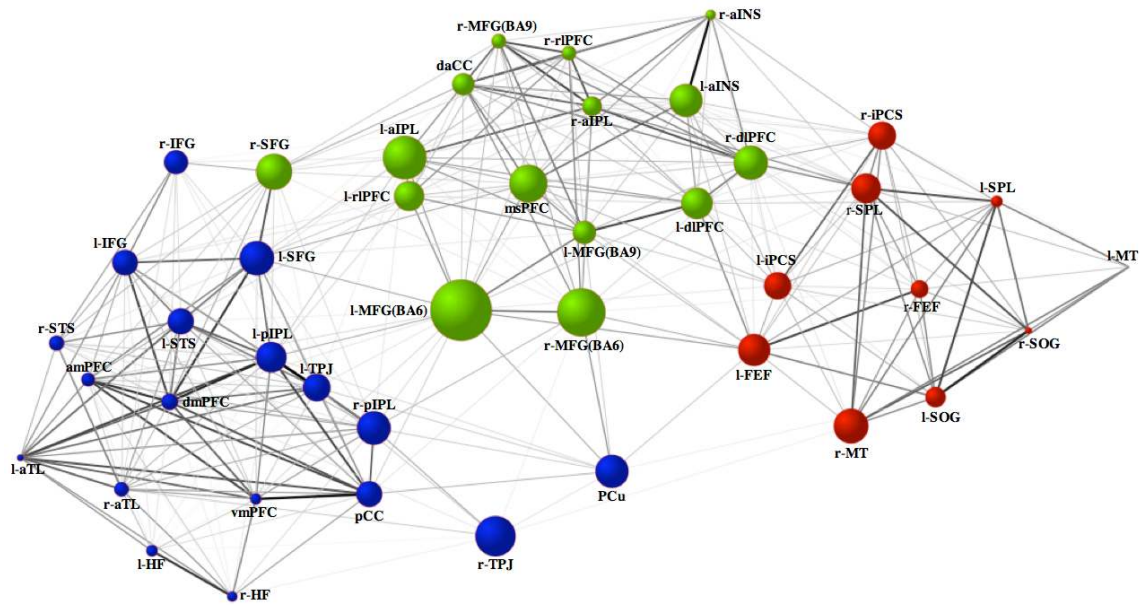 r-aINS
r-MFG(BA9)
r-rlPFC
daCC
l-aINS
r-aIPL
r-iPCS
r-dlPFC
l-aIPL
r-IFG
r-SFG
l-rlPFC
msPFC
l-dlPFC
r-SPL
l-SPL
l-IFG
l-SFG
l-MFG(BA9)
l-iPCS
l-MT
r-FEF
l-MFG(BA6)
r-MFG(BA6)
r-STS
l-STS
l-pIPL
l-FEF
r-SOG
amPFC
l-TPJ
dmPFC
r-pIPL
l-SOG
r-MT
l-aTL
r-aTL
vmPFC
pCC
PCu
l-HF
r-TPJ
r-HF